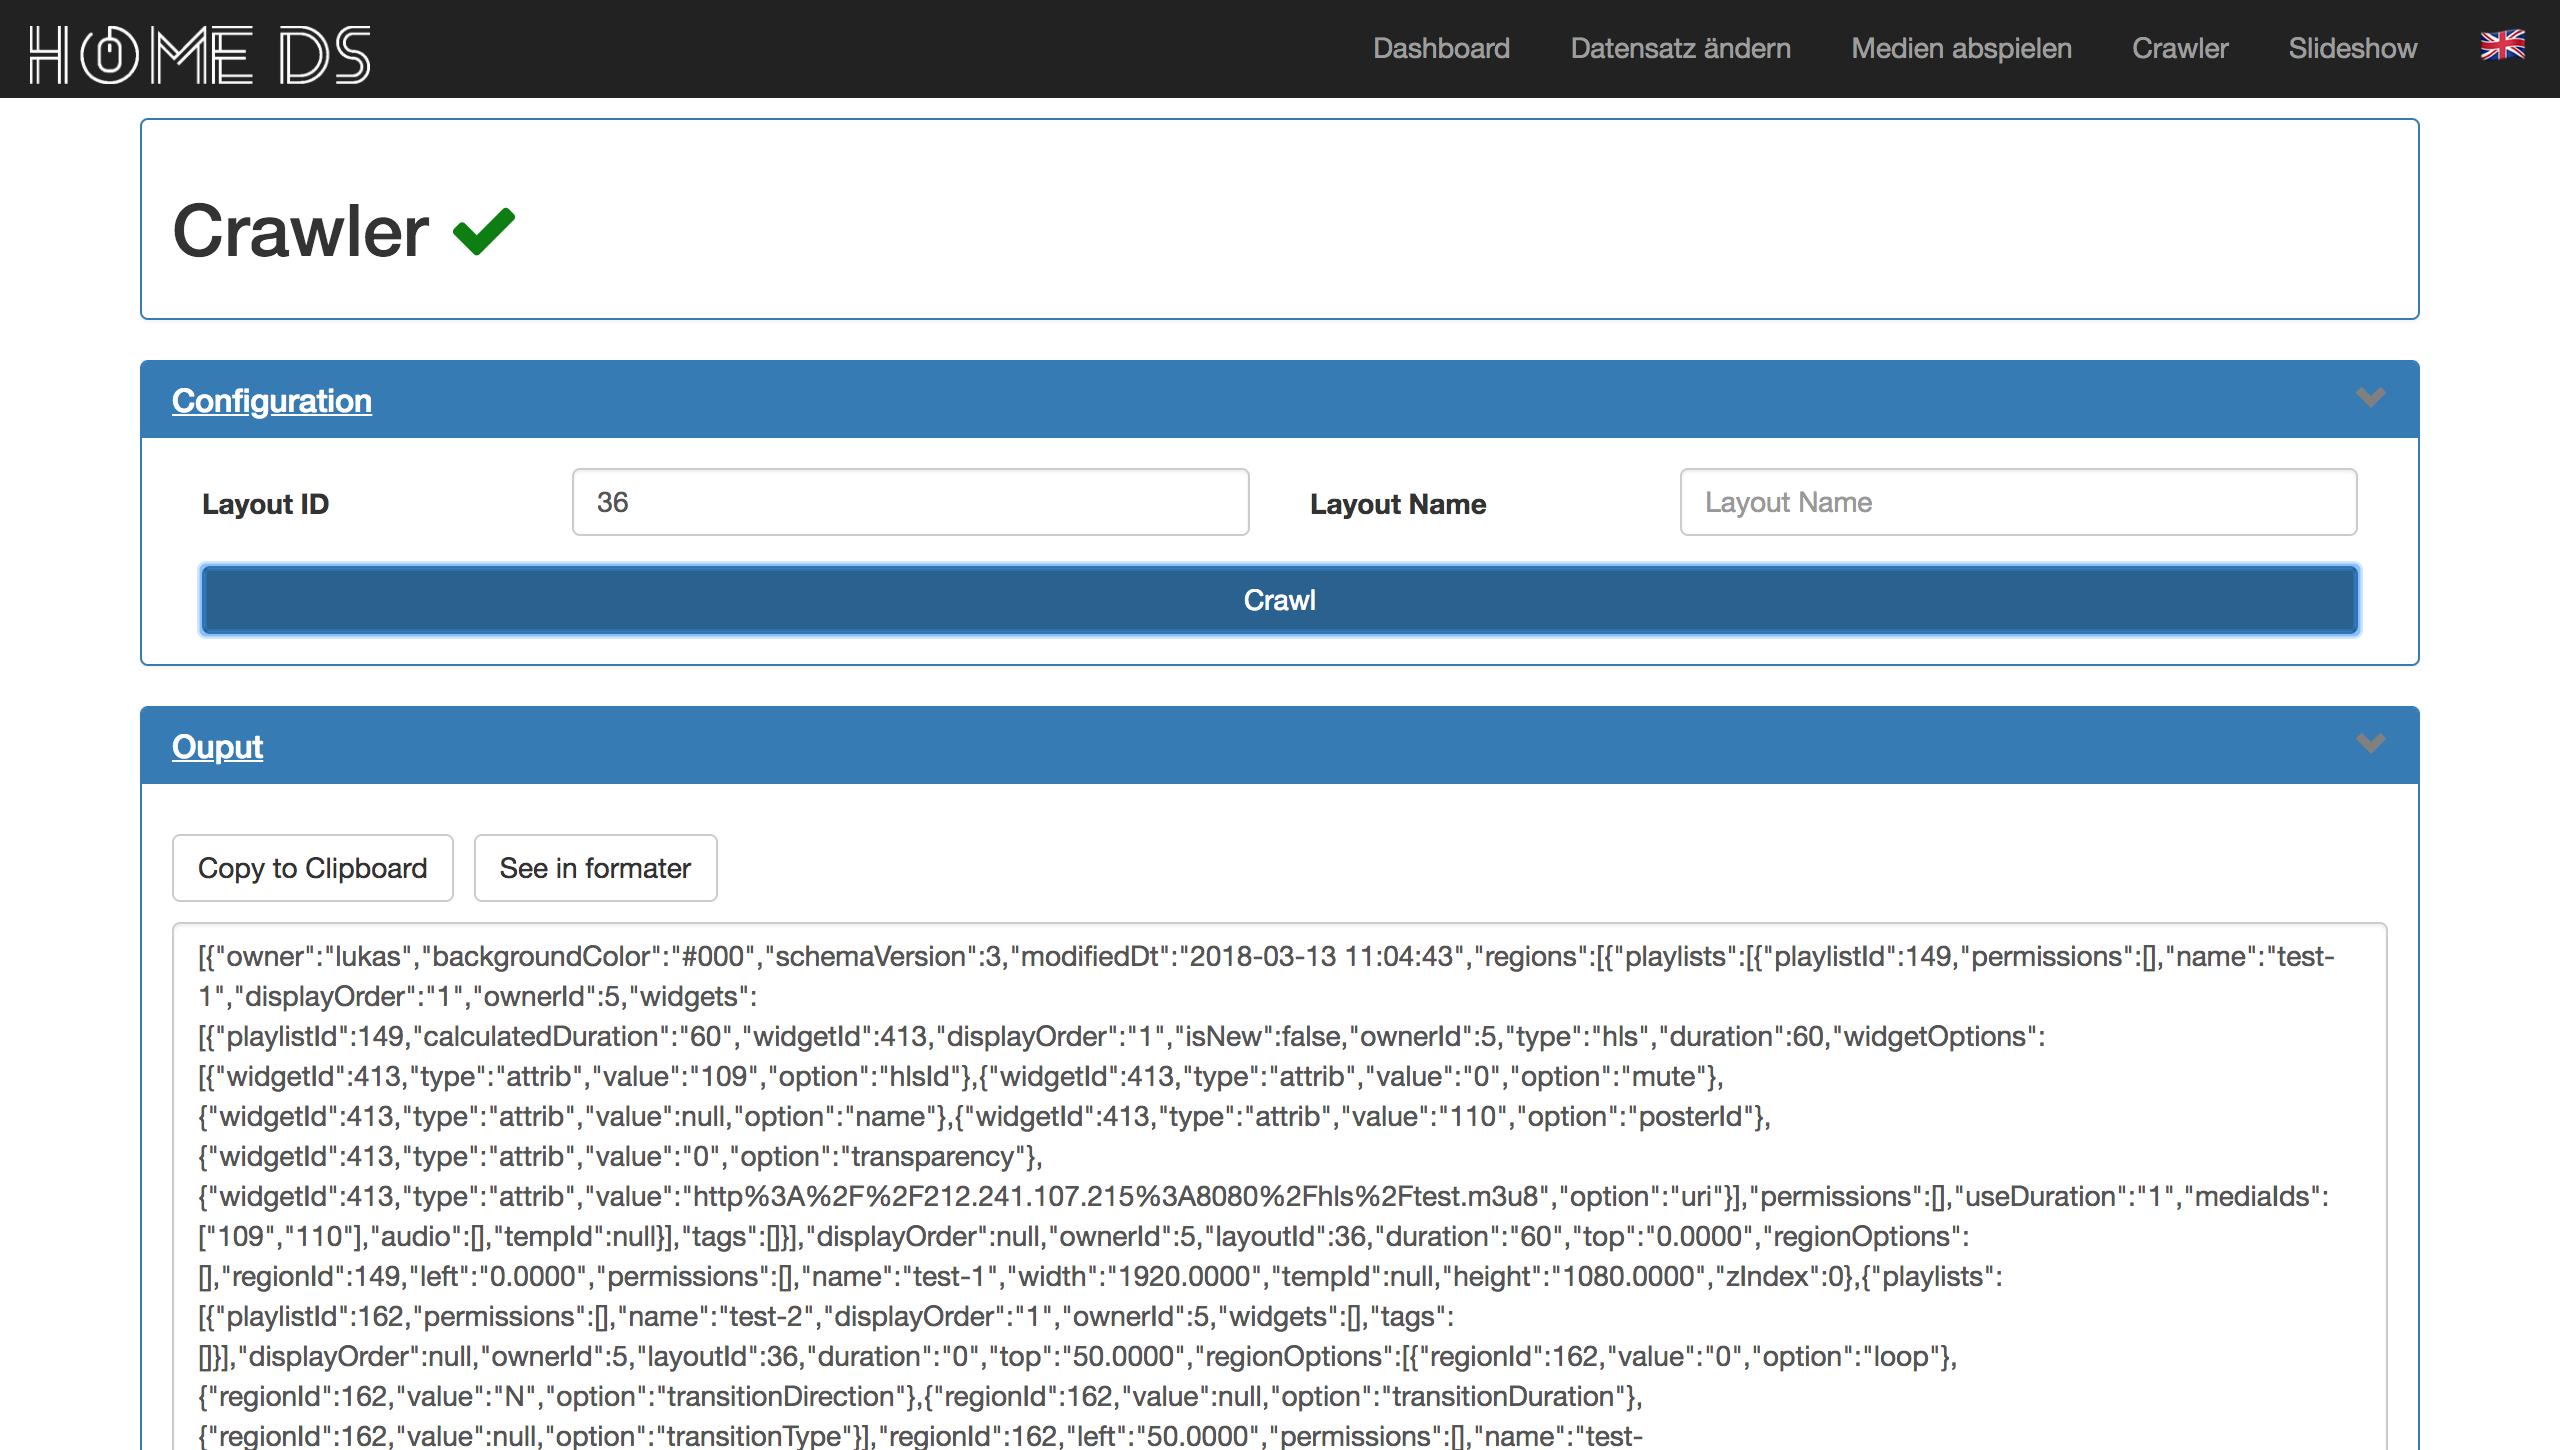 HOME DS
Dashboard Datensatz ändern Medien abspielen Crawler Slideshow
Crawler
Configuration
Layout ID 36 Layout Name Layout Name
Crawl
Ouput
Copy to Clipboard See in formater
[{"owner":"lukas","backgroundColor":"#000","schemaVersion":3,"modifiedDt":"2018-03-13 11:04:43","regions":[{"playlists":[{"playlistId":149,"permissions":[],"name":"test-
1","displayOrder":"1","ownerId":5,"widgets":
[{"playlistId":149,"calculatedDuration":"60","widgetId":413,"displayOrder":"1","isNew":false,"ownerId":5,"type":"hls","duration":60,"widgetOptions":
[{"widgetId":413,"type":"attrib","value":"109","option":"hlsId"},{"widgetId":413,"type":"attrib","value":"0","option":"mute"},
{"widgetId":413,"type":"attrib","value":null,"option":"name"},{"widgetId":413,"type":"attrib","value":"110","option":"posterId"},
{"widgetId":413,"type":"attrib","value":"0","option":"transparency"},
{"widgetId":413,"type":"attrib","value":"http%3A%2F%2F212.241.107.215%3A8080%2Fhls%2Ftest.m3u8","option":"uri"}],"permissions":[],"useDuration":"1","mediaIds":
["109","110"],"audio":[],"tempId":null}],"tags":[]}],"displayOrder":null,"ownerId":5,"layoutId":36,"duration":"60","top":"0.0000","regionOptions":
[],"regionId":149,"left":"0.0000","permissions":[],"name":"test-1","width":"1920.0000","tempId":null,"height":"1080.0000","zIndex":0},{"playlists":
[{"playlistId":162,"permissions":[],"name":"test-2","displayOrder":"1","ownerId":5,"widgets":[],"tags":
[]}],"displayOrder":null,"ownerId":5,"layoutId":36,"duration":"0","top":"50.0000","regionOptions":[{"regionId":162,"value":"0","option":"loop"},
{"regionId":162,"value":"N","option":"transitionDirection"},{"regionId":162,"value":null,"option":"transitionDuration"},
{"regionId":162,"value":null,"option":"transitionType"}],"regionId":162,"left":"50.0000","permissions":[],"name":"test-